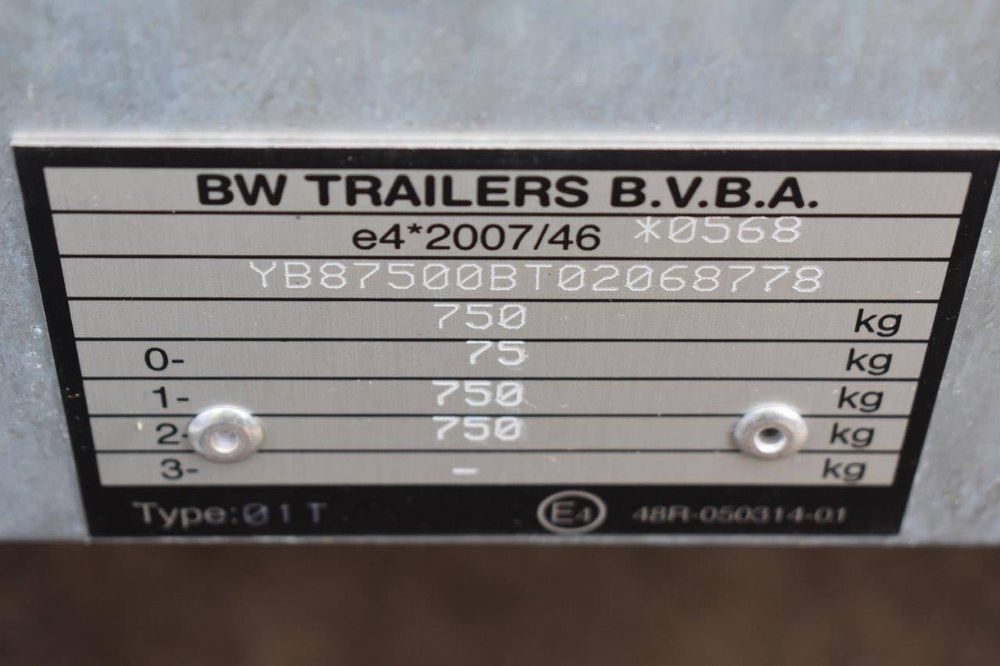 BW TRAILERS B.V.B.A.
e4*2007/46 *0568
YB87500BT02068778
750 kg
0- 75 kg
1- 750 kg
2- 750 kg
3- - kg
Type: 01T E4 48R-050314-01